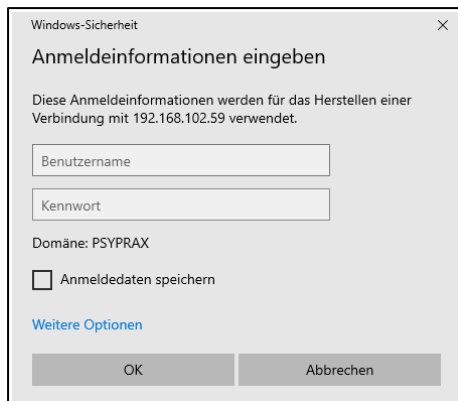 Windows-Sicherheit
Anmeldeinformationen eingeben
Diese Anmeldeinformationen werden für das Herstellen einer
Verbindung mit 192.168.102.59 verwendet.
Benutzername
Kennwort
Domäne: PSYPRAX
Anmeldedaten speichern
Weitere Optionen
OK Abbrechen